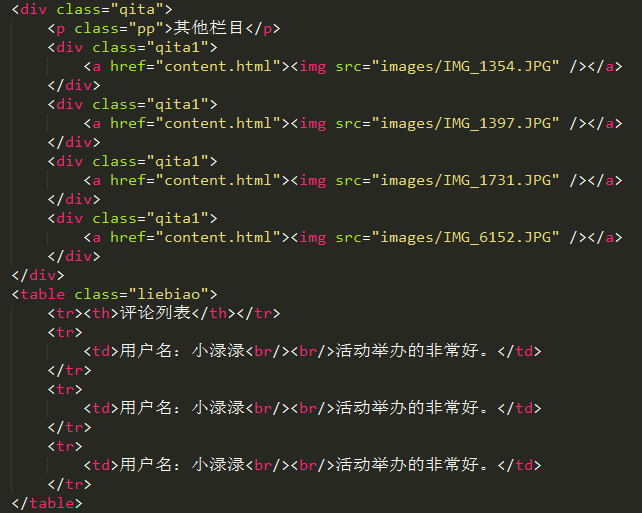 <div class="qita">
    <p class="pp">其他栏目</p>
    <div class="qita1">
        <a href="content.html"><img src="images/IMG_1354.JPG" /></a>
    </div>
    <div class="qita1">
        <a href="content.html"><img src="images/IMG_1397.JPG" /></a>
    </div>
    <div class="qita1">
        <a href="content.html"><img src="images/IMG_1731.JPG" /></a>
    </div>
    <div class="qita1">
        <a href="content.html"><img src="images/IMG_6152.JPG" /></a>
    </div>
</div>
<table class="liebiao">
    <tr><th>评论列表</th></tr>
    <tr>
        <td>用户名：小渌渌<br/><br/>活动举办的非常好。</td>
    </tr>
    <tr>
        <td>用户名：小渌渌<br/><br/>活动举办的非常好。</td>
    </tr>
    <tr>
        <td>用户名：小渌渌<br/><br/>活动举办的非常好。</td>
    </tr>
</table>